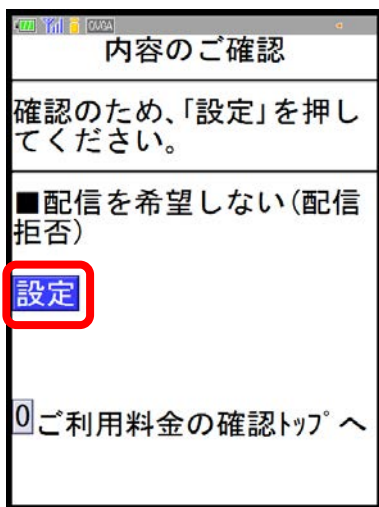 QVGA
内容のご確認
確認のため、「設定」を押し
てください。
■配信を希望しない(配信
拒否)
設定
0ご利用料金の確認ﾄｯﾌﾟへ